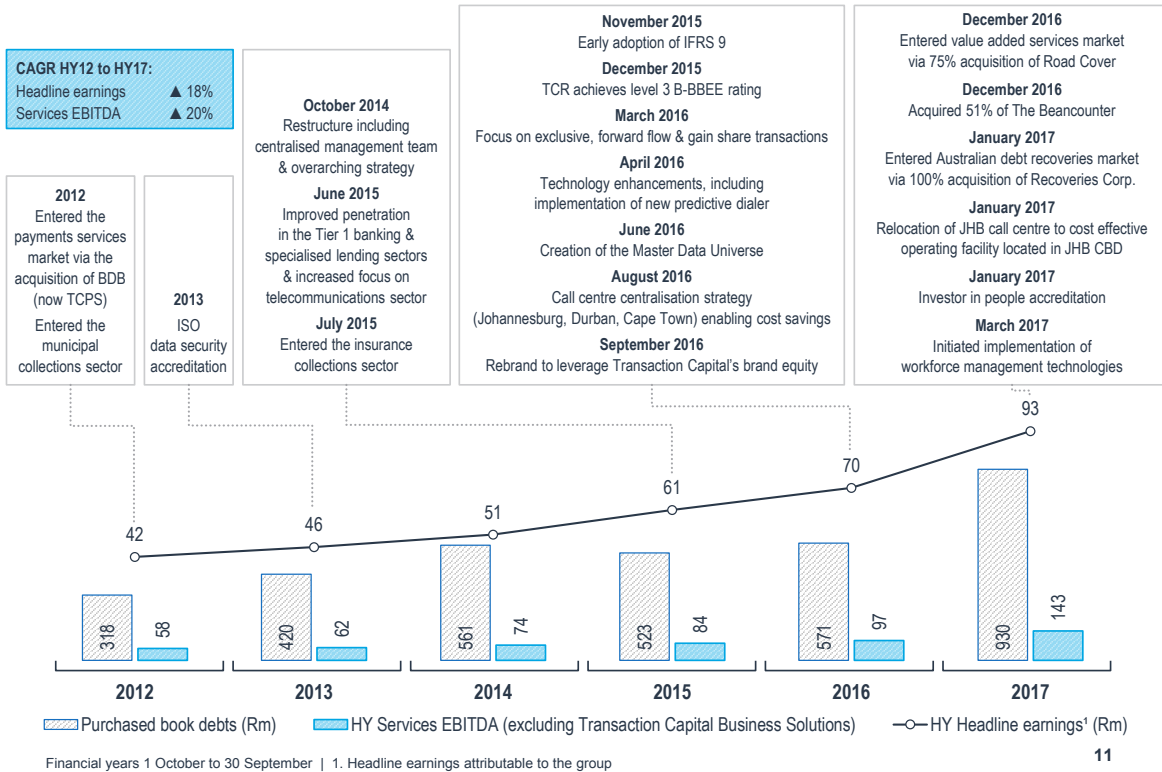 CAGR HY12 to HY17:
Headline earnings ▲ 18%
Services EBITDA ▲ 20%
2012
Entered the
payments services
market via the
acquisition of BDB
(now TCPS)
Entered the
municipal
collections sector
2013
ISO
data security
accreditation
October 2014
Restructure including
centralised management team
& overarching strategy
June 2015
Improved penetration
in the Tier 1 banking &
specialised lending sectors
& increased focus on
telecommunications sector
July 2015
Entered the insurance
collections sector
November 2015
Early adoption of IFRS 9
December 2015
TCR achieves level 3 B-BBEE rating
March 2016
Focus on exclusive, forward flow & gain share transactions
April 2016
Technology enhancements, including
implementation of new predictive dialer
June 2016
Creation of the Master Data Universe
August 2016
Call centre centralisation strategy
(Johannesburg, Durban, Cape Town) enabling cost savings
September 2016
Rebrand to leverage Transaction Capital's brand equity
December 2016
Entered value added services market
via 75% acquisition of Road Cover
December 2016
Acquired 51% of The Beancounter
January 2017
Entered Australian debt recoveries market
via 100% acquisition of Recoveries Corp.
January 2017
Relocation of JHB call centre to cost effective
operating facility located in JHB CBD
January 2017
Investor in people accreditation
March 2017
Initiated implementation of
workforce management technologies
42
46
51
61
70
93
318
58
420
62
561
74
523
84
571
97
930
143
2012
2013
2014
2015
2016
2017
Purchased book debts (Rm)
HY Services EBITDA (excluding Transaction Capital Business Solutions)
HY Headline earnings¹ (Rm)
Financial years 1 October to 30 September | 1. Headline earnings attributable to the group
11